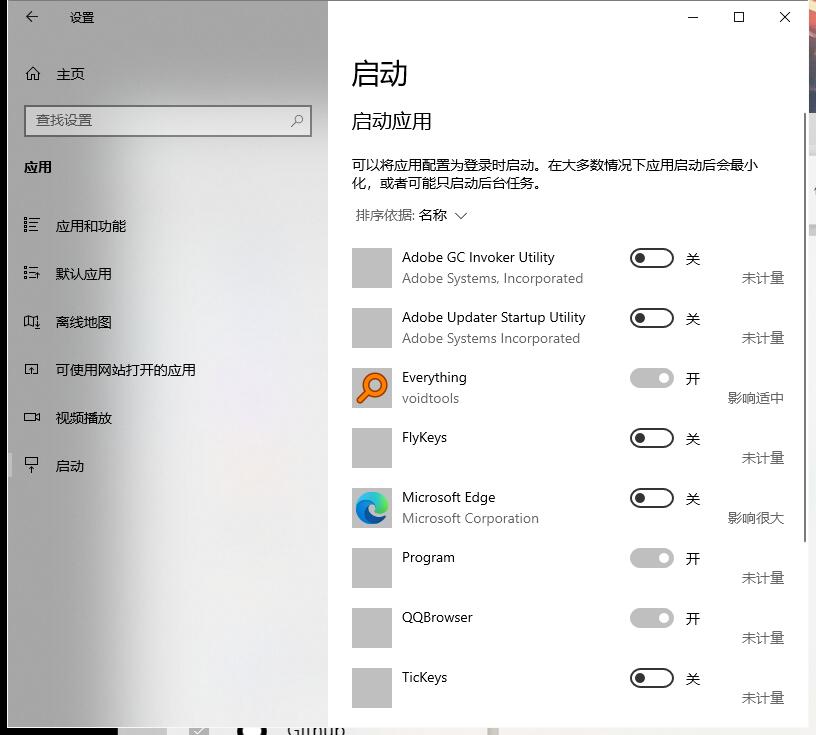 设置
主页
查找设置
应用
应用和功能
默认应用
离线地图
可使用网站打开的应用
视频播放
启动
启动
启动应用
可以将应用配置为登录时启动。在大多数情况下应用启动后会最小
化，或者可能只启动后台任务。
排序依据: 名称
Adobe GC Invoker Utility 关
Adobe Systems, Incorporated 未计量
Adobe Updater Startup Utility 关
Adobe Systems Incorporated 未计量
Everything 开
voidtools 影响适中
FlyKeys 关
未计量
Microsoft Edge 关
Microsoft Corporation 影响很大
Program 开
未计量
QQBrowser 开
未计量
TicKeys 关
未计量